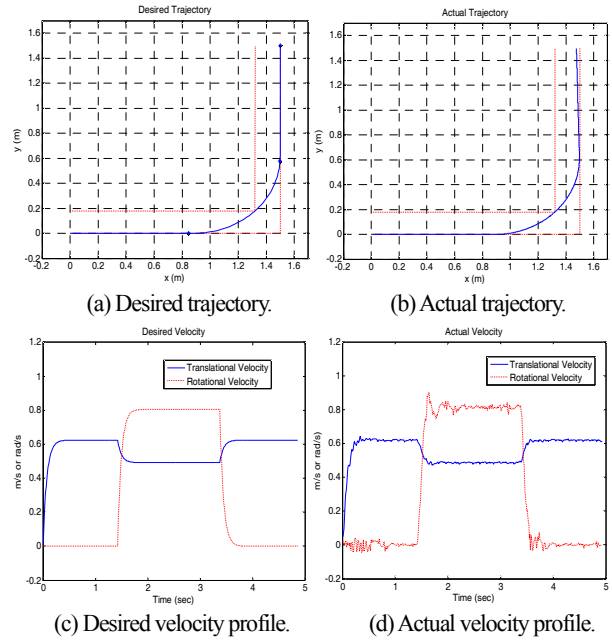 Desired Trajectory
1.6
1.4
1.2
1
0.8
0.6
0.4
0.2
0
-0.2
y (m)
-0.2 0 0.2 0.4 0.6 0.8 1 1.2 1.4 1.6
x (m)
(a) Desired trajectory.
Actual Trajectory
1.6
1.4
1.2
1
0.8
0.6
0.4
0.2
0
-0.2
y (m)
-0.2 0 0.2 0.4 0.6 0.8 1 1.2 1.4 1.6
x (m)
(b) Actual trajectory.
Desired Velocity
1.2
1
0.8
0.6
0.4
0.2
0
-0.2
m/s or rad/s
Translational Velocity
Rotational Velocity
0 1 2 3 4 5
Time (sec)
(c) Desired velocity profile.
Actual Velocity
1.2
1
0.8
0.6
0.4
0.2
0
-0.2
m/s or rad/s
Translational Velocity
Rotational Velocity
0 1 2 3 4 5
Time (sec)
(d) Actual velocity profile.